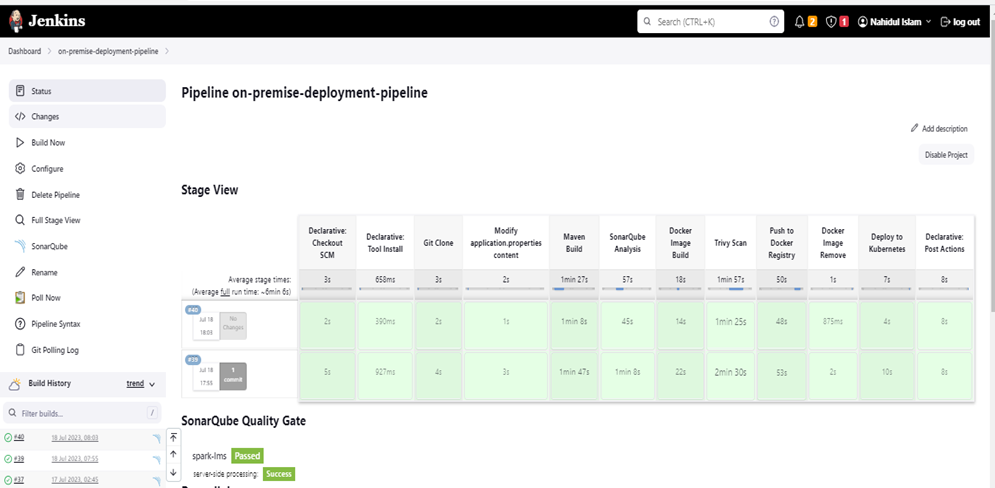 Jenkins
Search (CTRL+K)
2
1
Nahidul Islam
log out
Dashboard
on-premise-deployment-pipeline
Status
Changes
Build Now
Configure
Delete Pipeline
Full Stage View
SonarQube
Rename
Poll Now
Pipeline Syntax
Git Polling Log
Build History
trend
Filter builds...
/
#40
18 Jul 2023, 08:03
#39
18 Jul 2023, 07:55
#37
17 Jul 2023, 02:45
Pipeline on-premise-deployment-pipeline
Add description
Disable Project
Stage View
Declarative: Checkout SCM
Declarative: Tool Install
Git Clone
Modify application.properties content
Maven Build
SonarQube Analysis
Docker Image Build
Trivy Scan
Push to Docker Registry
Docker Image Remove
Deploy to Kubernetes
Declarative: Post Actions
Average stage times:
(Average full run time: ~6min 6s)
3s 658ms 3s 2s 1min 27s 57s 18s 1min 57s 50s 1s 7s 8s
#40
Jul 18
18:03
No Changes
2s 390ms 2s 1s 1min 8s 45s 14s 1min 25s 48s 875ms 4s 8s
#39
Jul 18
17:55
1 commit
5s 927ms 4s 3s 1min 47s 1min 8s 22s 2min 30s 53s 2s 10s 8s
SonarQube Quality Gate
spark-lms Passed
server-side processing: Success